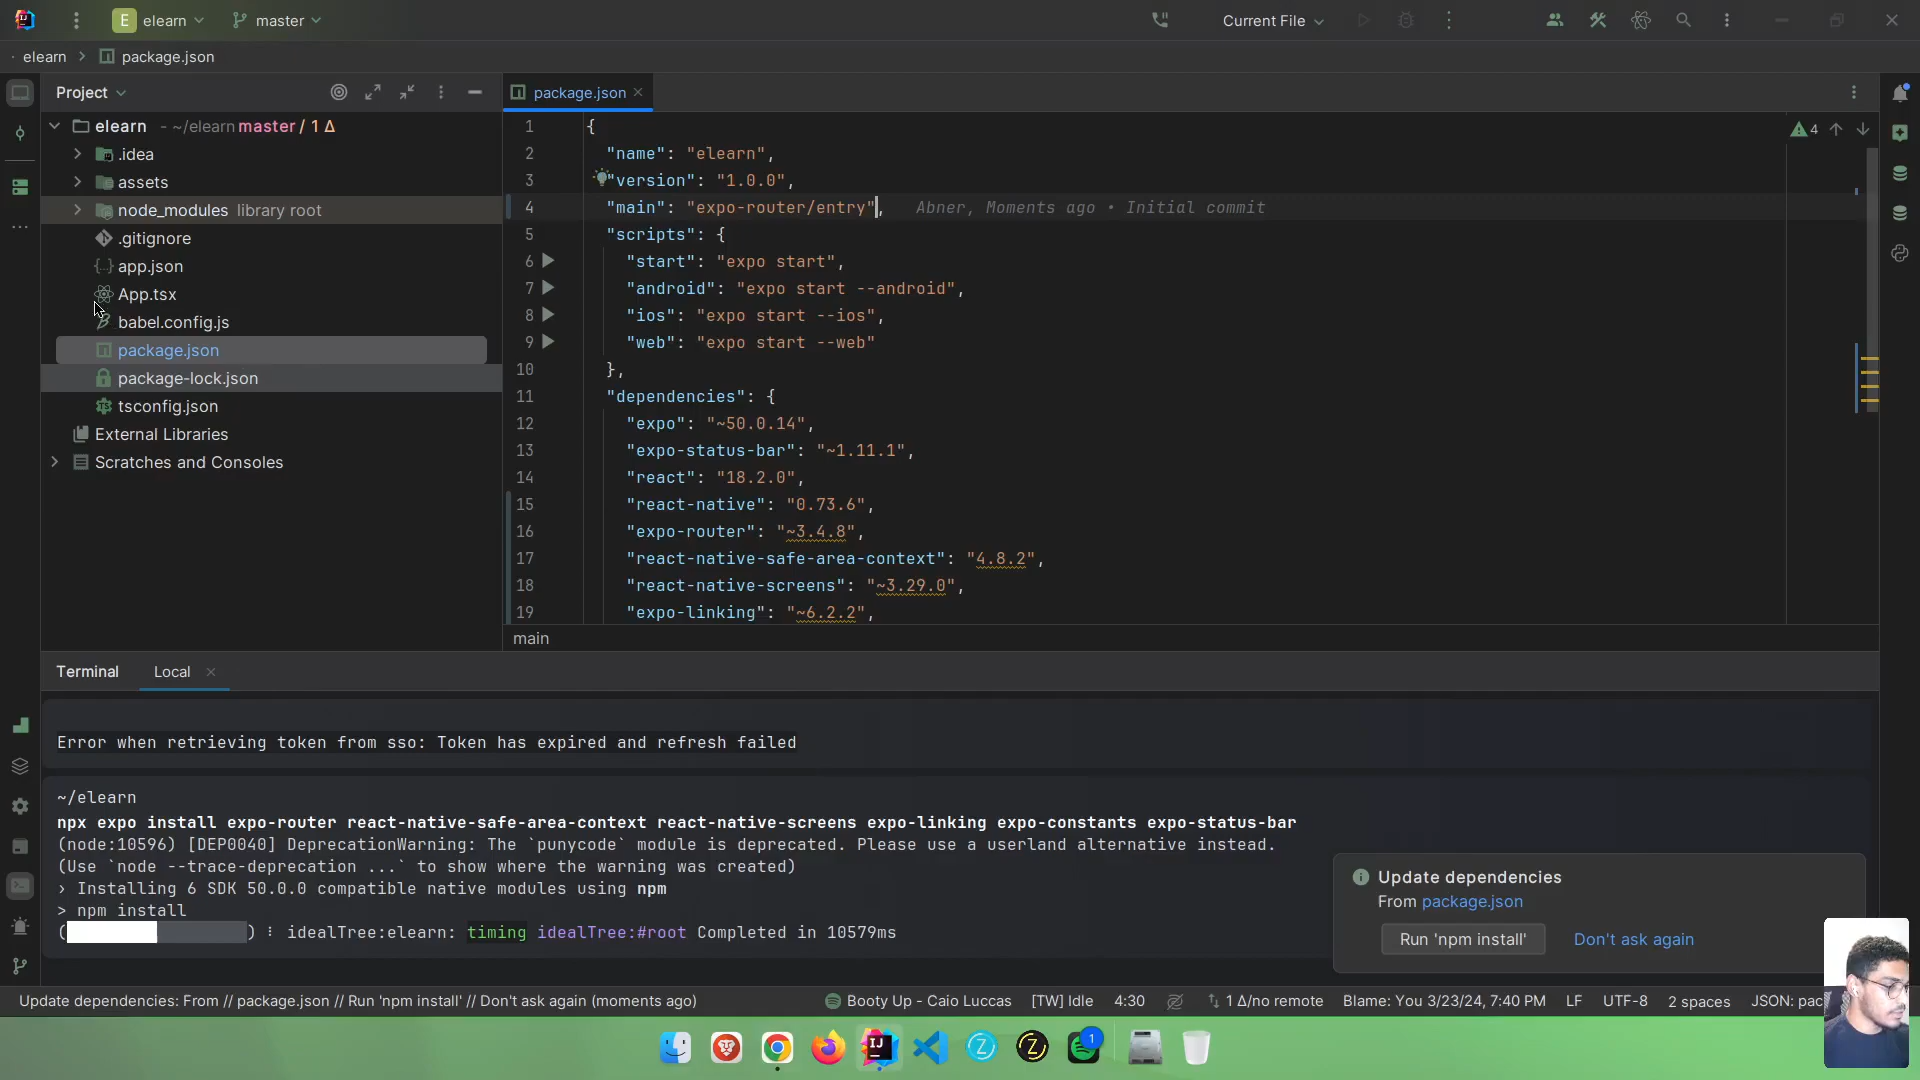 E elearn master Current File
elearn > package.json
Project
package.json
elearn - ~/elearn master / 1 Δ
.idea
assets
node_modules library root
.gitignore
app.json
App.tsx
babel.config.js
package.json
package-lock.json
tsconfig.json
External Libraries
Scratches and Consoles
4
1 {
2 "name": "elearn",
3 "version": "1.0.0",
4 "main": "expo-router/entry", Abner, Moments ago • Initial commit
5 "scripts": {
6 "start": "expo start",
7 "android": "expo start --android",
8 "ios": "expo start --ios",
9 "web": "expo start --web"
10 },
11 "dependencies": {
12 "expo": "~50.0.14",
13 "expo-status-bar": "~1.11.1",
14 "react": "18.2.0",
15 "react-native": "0.73.6",
16 "expo-router": "~3.4.8",
17 "react-native-safe-area-context": "4.8.2",
18 "react-native-screens": "~3.29.0",
19 "expo-linking": "~6.2.2",
main
Terminal Local
Error when retrieving token from sso: Token has expired and refresh failed
~/elearn
npx expo install expo-router react-native-safe-area-context react-native-screens expo-linking expo-constants expo-status-bar
(node:10596) [DEP0040] DeprecationWarning: The `punycode` module is deprecated. Please use a userland alternative instead.
(Use `node --trace-deprecation ...` to show where the warning was created)
› Installing 6 SDK 50.0.0 compatible native modules using npm
> npm install
( ) ⠸ idealTree:elearn: timing idealTree:#root Completed in 10579ms
Update dependencies
From package.json
Run 'npm install' Don't ask again
Update dependencies: From // package.json // Run 'npm install' // Don't ask again (moments ago) Booty Up - Caio Luccas [TW] Idle 4:30 1 Δ/no remote Blame: You 3/23/24, 7:40 PM LF UTF-8 2 spaces JSON: pac
IJ Z Z 1